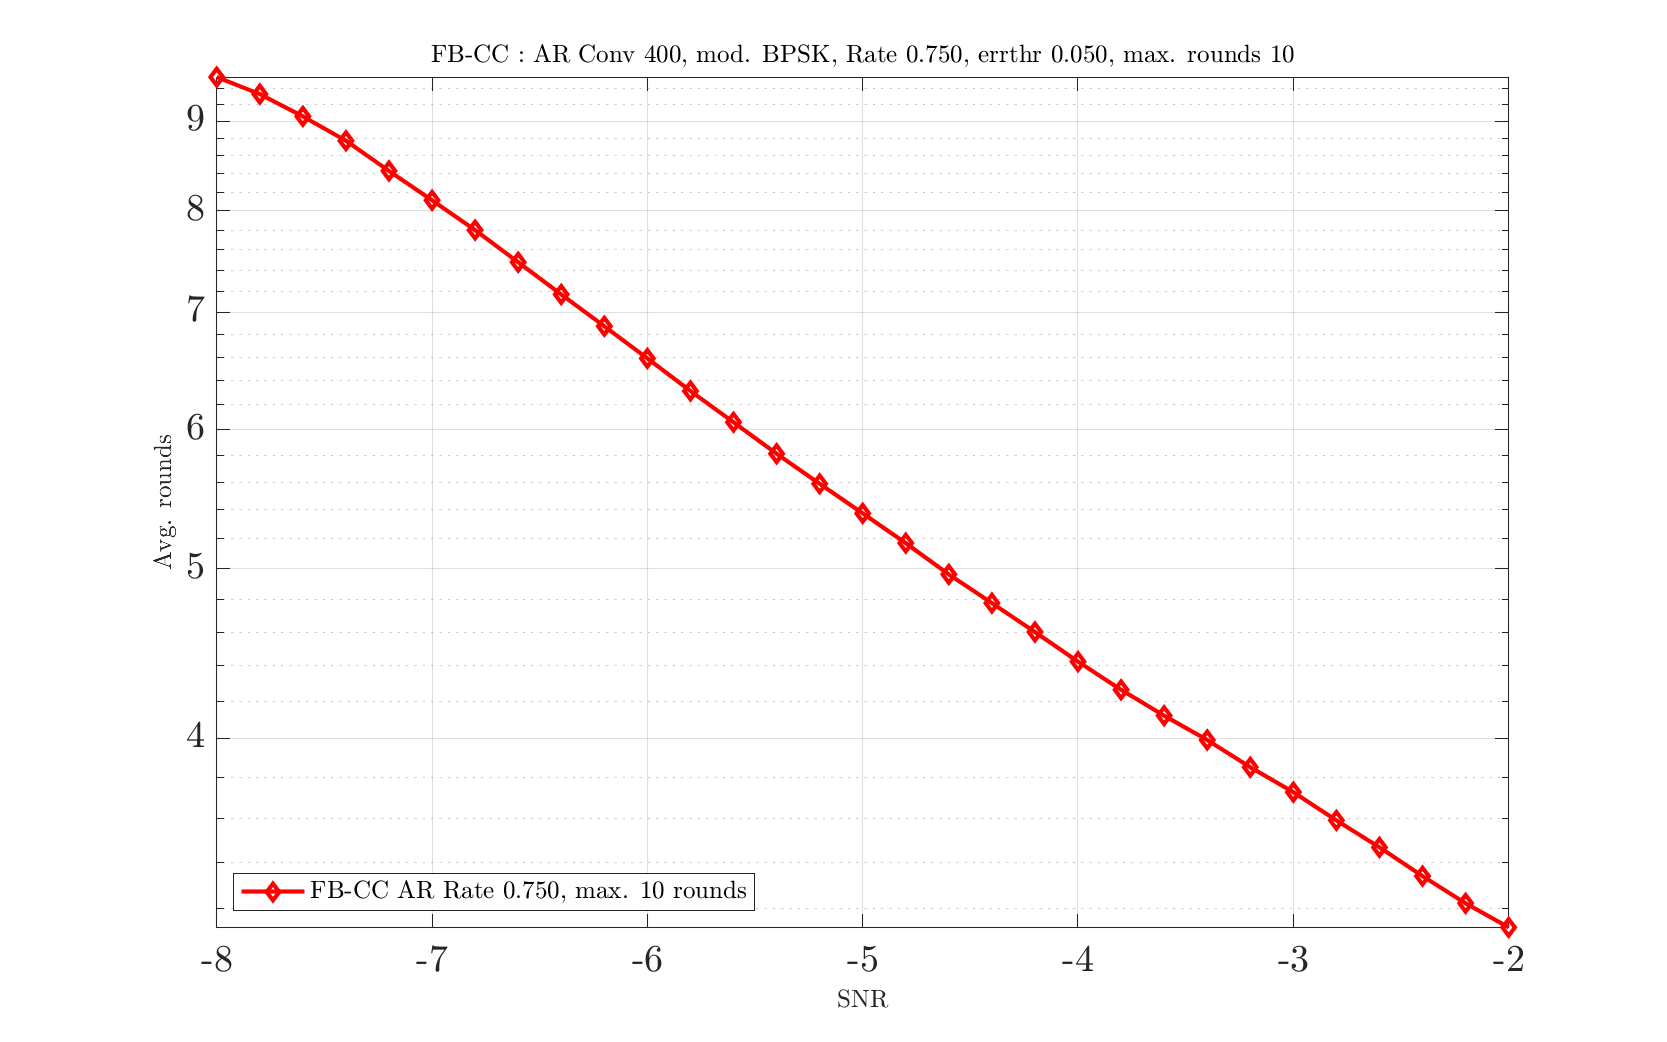 FB-CC : AR Conv 400, mod. BPSK, Rate 0.750, errthr 0.050, max. rounds 10
9
8
7
6
5
4
Avg. rounds
FB-CC AR Rate 0.750, max. 10 rounds
-8 -7 -6 -5 -4 -3 -2
SNR